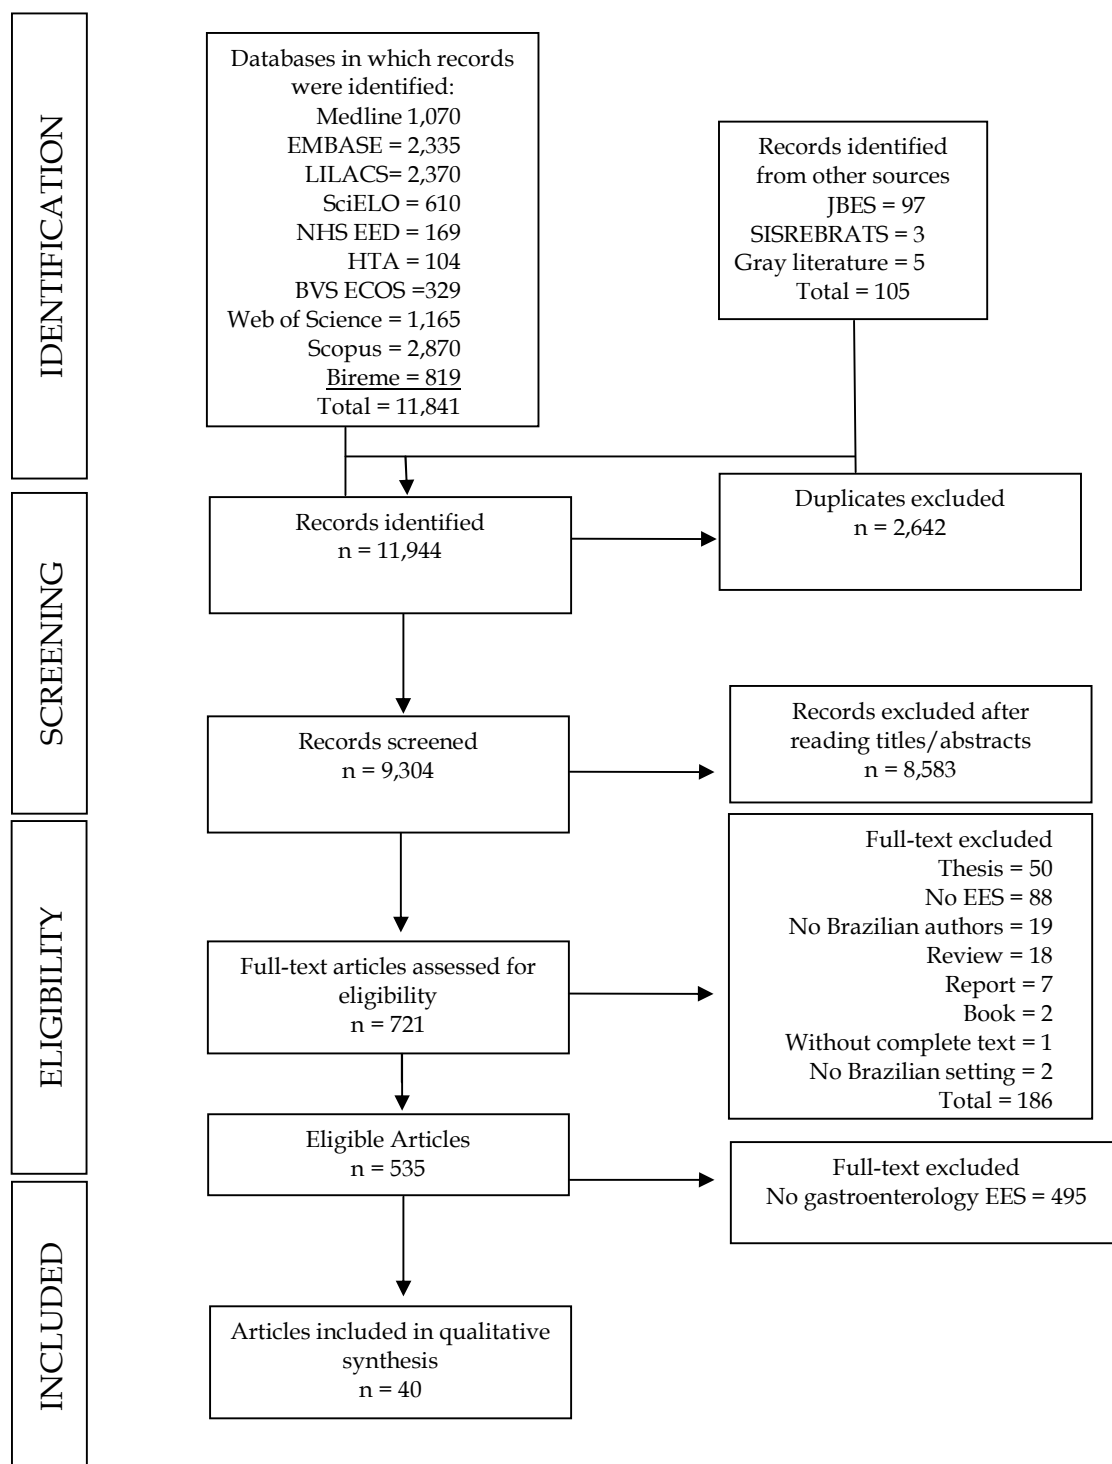 IDENTIFICATION
Databases in which records
were identified:
Medline 1,070
EMBASE = 2,335
LILACS= 2,370
SciELO = 610
NHS EED = 169
HTA = 104
BVS ECOS =329
Web of Science = 1,165
Scopus = 2,870
Bireme = 819
Total = 11,841
Records identified
from other sources
JBES = 97
SISREBRATS = 3
Gray literature = 5
Total = 105
SCREENING
Records identified
n = 11,944
Duplicates excluded
n = 2,642
Records screened
n = 9,304
Records excluded after
reading titles/abstracts
n = 8,583
ELIGIBILITY
Full-text articles assessed for
eligibility
n = 721
Full-text excluded
Thesis = 50
No EES = 88
No Brazilian authors = 19
Review = 18
Report = 7
Book = 2
Without complete text = 1
No Brazilian setting = 2
Total = 186
Eligible Articles
n = 535
Full-text excluded
No gastroenterology EES = 495
INCLUDED
Articles included in qualitative
synthesis
n = 40